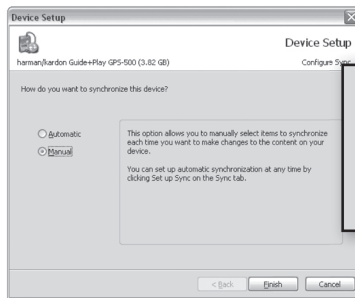 Device Setup
Device Setup
harman/kardon Guide+Play GPS-500 (3.82 GB)
Configure Sync
How do you want to synchronize this device?
Automatic
Manual
This option allows you to manually select items to synchronize
each time you want to make changes to the content on your
device.
You can set up automatic synchronization at any time by
clicking Set up Sync on the Sync tab.
< Back
Finish
Cancel